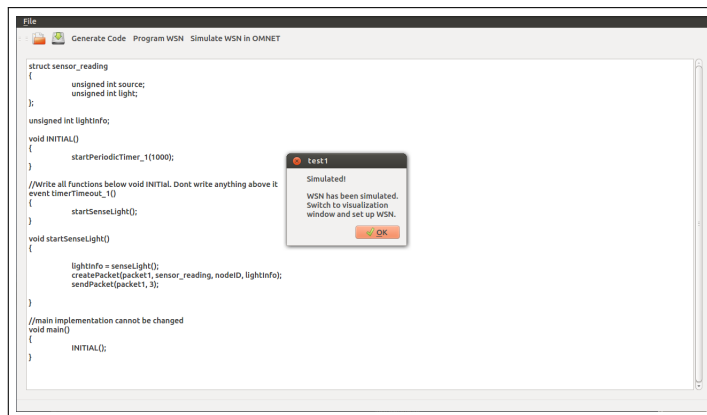 File
Generate Code Program WSN Simulate WSN in OMNET
struct sensor_reading
{
unsigned int source;
unsigned int light;
};
unsigned int lightInfo;
void INITIAL()
{
startPeriodicTimer_1(1000);
}
//Write all functions below void INITIal. Dont write anything above it
event timerTimeout_1()
{
startSenseLight();
}
void startSenseLight()
{
lightInfo = senseLight();
createPacket(packet1, sensor_reading, nodeID, lightInfo);
sendPacket(packet1, 3);
}
//main implementation cannot be changed
void main()
{
INITIAL();
}
test1
Simulated!
WSN has been simulated.
Switch to visualization
window and set up WSN.
OK